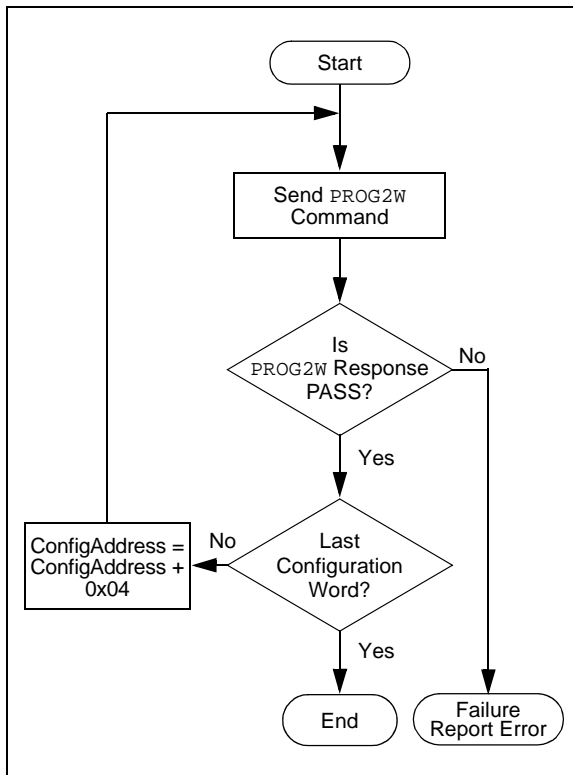 Start
Send PROG2W
Command
Is
PROG2W Response
PASS?
No
Yes
Last
Configuration
Word?
No
ConfigAddress =
ConfigAddress +
0x04
Yes
End
Failure
Report Error